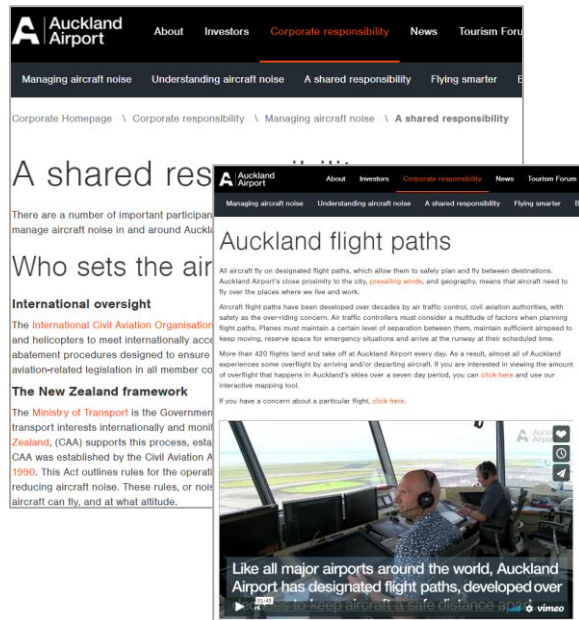 Auckland
Airport
About Investors Corporate responsibility News Tourism
Managing aircraft noise Understanding aircraft noise A shared responsibility Flying smarter
Corporate Homepage \ Corporate responsibility \ Managing aircraft noise \ A shared responsibility
A shared
There are a number of important
manage aircraft noise in and around
Who sets the
International oversight
The International Civil Aviation Organisation
and helicopters to meet internationally
abatement procedures designed to ensure
aviation-related legislation in all member
The New Zealand framework
The Ministry of Transport is the
transport interests internationally and
Zealand, (CAA) supports this process,
CAA was established by the Civil Aviation A
1990. This Act outlines rules for the
reducing aircraft noise. These rules, or
aircraft can fly, and at what altitude.
Auckland
Airport
About Investors Corporate responsibility News Tourism Forum
Managing aircraft noise Understanding aircraft noise A shared responsibility Flying smarter
Auckland flight paths
All aircraft fly on designated flight paths, which allow them to safely plan and fly between destinations.
Auckland Airport's close proximity to the city, prevailing winds, and geography, means that aircraft need to
fly over the places where we live and work.
Aircraft flight paths have been developed over decades by air traffic control, civil aviation authorities, with
safety as the over-riding concern. Air traffic controllers must consider a multitude of factors when planning
flight paths. Planes must maintain a certain level of separation between them, maintain sufficient airspeed to
keep moving, reserve space for emergency situations and arrive at the runway at their scheduled time.
More than 420 flights land and take off at Auckland Airport every day. As a result, almost all of Auckland
experiences some overflight by arriving and/or departing aircraft. If you are interested in viewing the amount
of overflight that happens in Auckland's skies over a seven day period, you can click here and use our
interactive mapping tool.
If you have a concern about a particular flight, click here.
Like all major airports around the world, Auckland
Airport has designated flight paths, developed over
decades to keep aircraft a safe distance
01:45
vimeo